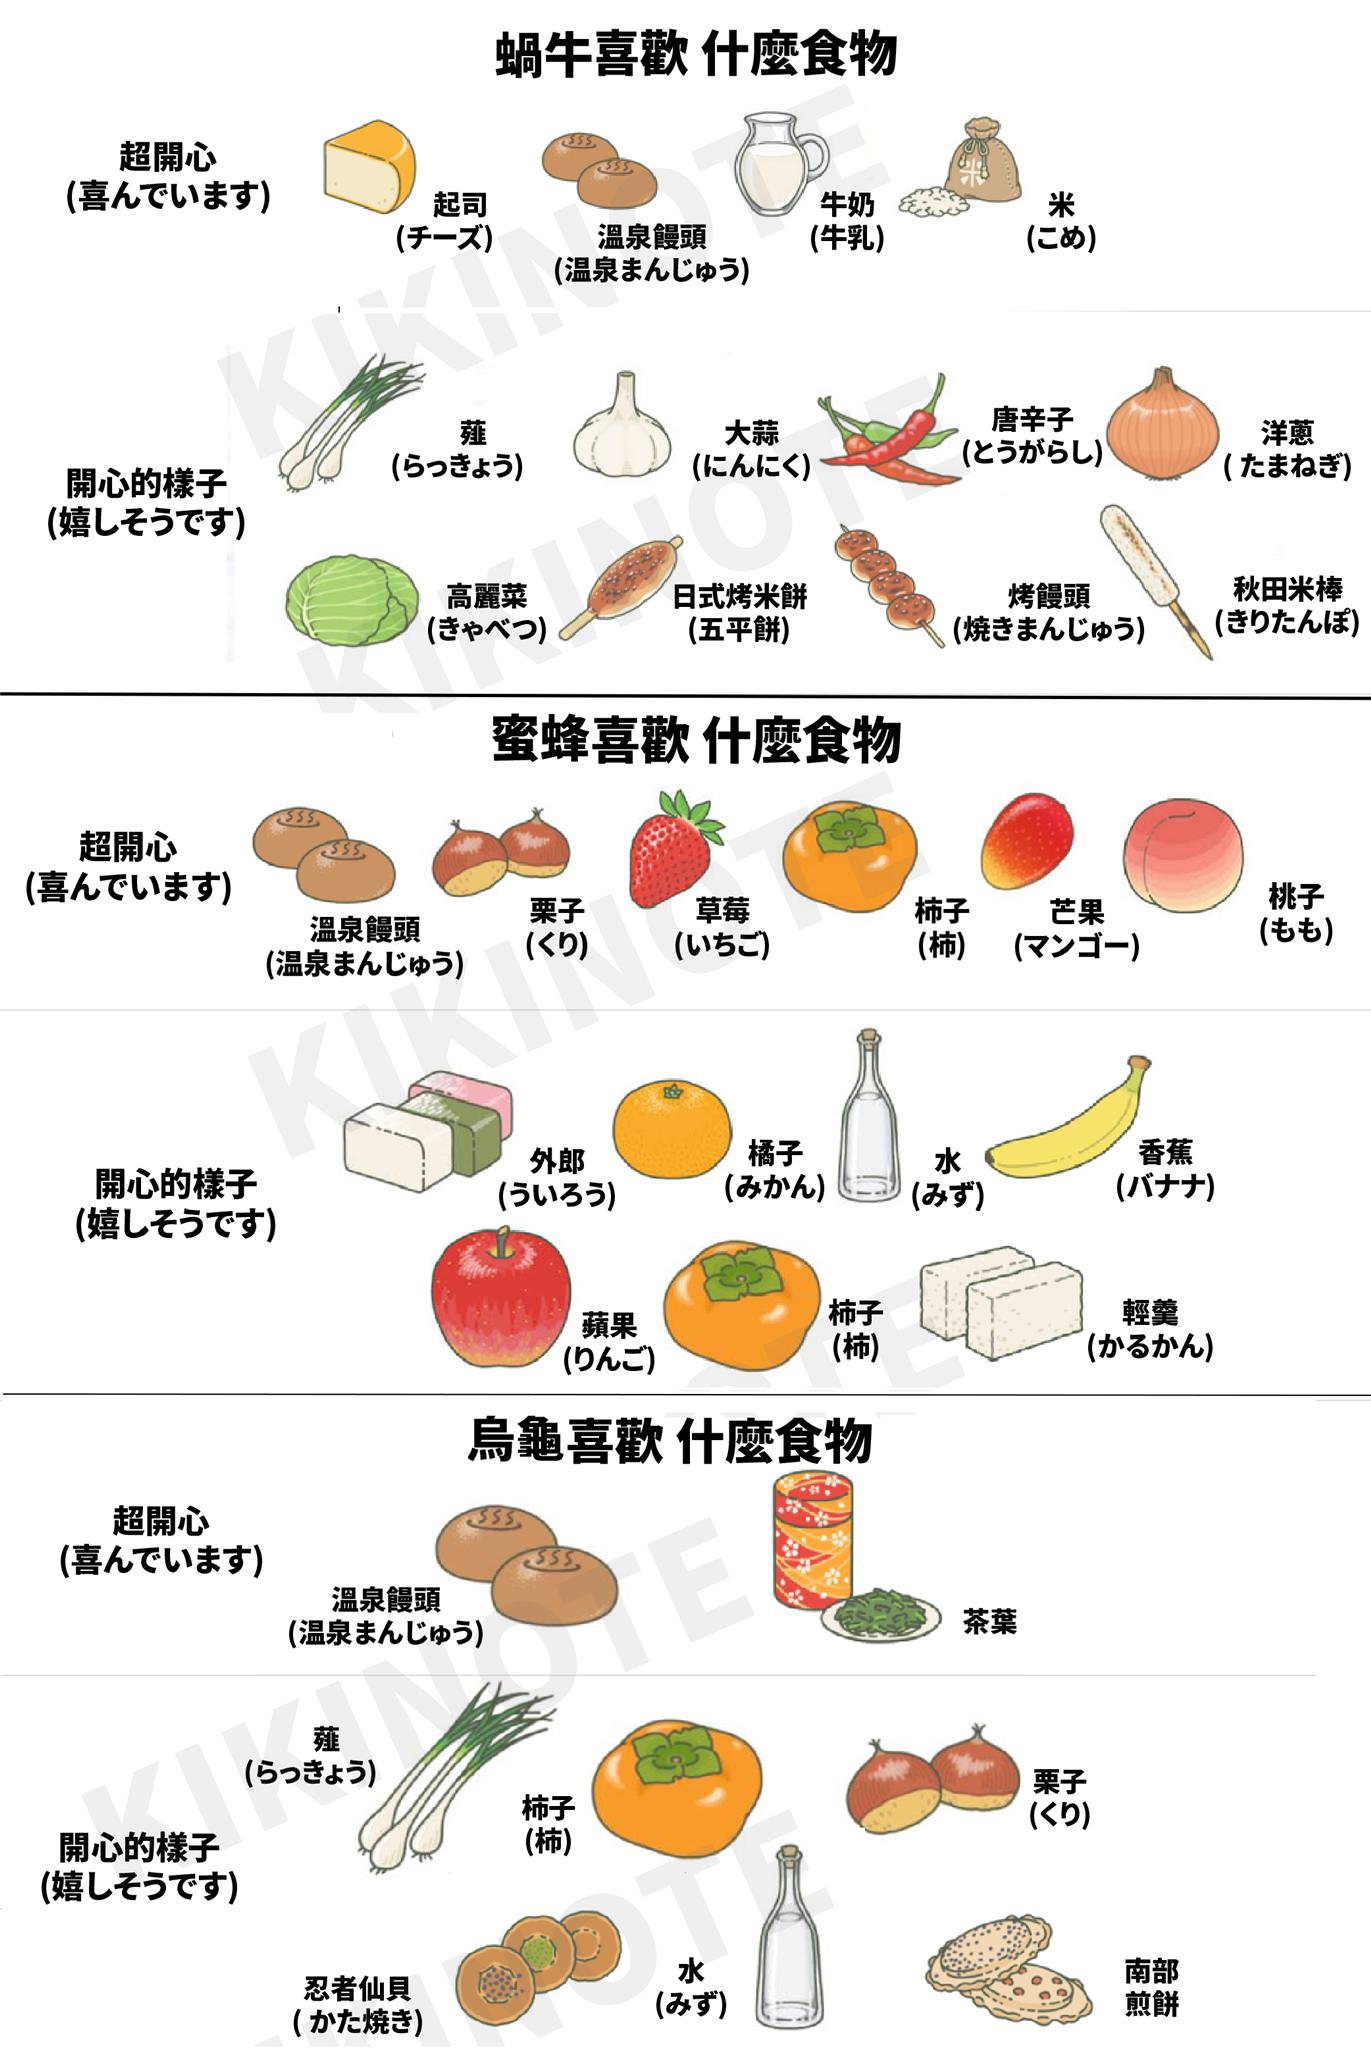 蝸牛喜歡 什麼食物
超開心
(喜んでいます)
起司
(チーズ)
溫泉饅頭
(温泉まんじゅう)
牛奶
(牛乳)
米
米
(こめ)
薤
(らっきょう)
大蒜
(にんにく)
唐辛子
(とうがらし)
洋蔥
( たまねぎ)
開心的樣子
(嬉しそうです)
高麗菜
(きゃべつ)
日式烤米餅
(五平餅)
烤饅頭
(焼きまんじゅう)
秋田米棒
(きりたんぽ)
蜜蜂喜歡 什麼食物
超開心
(喜んでいます)
溫泉饅頭
(温泉まんじゅう)
栗子
(くり)
草莓
(いちご)
柿子
(柿)
芒果
(マンゴー)
桃子
(もも)
開心的樣子
(嬉しそうです)
外郎
(ういろう)
橘子
(みかん)
水
(みず)
香蕉
(バナナ)
蘋果
(りんご)
柿子
(柿)
輕羹
(かるかん)
烏龜喜歡 什麼食物
超開心
(喜んでいます)
溫泉饅頭
(温泉まんじゅう)
茶葉
開心的樣子
(嬉しそうです)
薤
(らっきょう)
柿子
(柿)
栗子
(くり)
忍者仙貝
( かた焼き)
水
(みず)
南部
煎餅
KIKINOTE
KIKINOTE
KIKINOTE
KIKINOTE
KIKINOTE